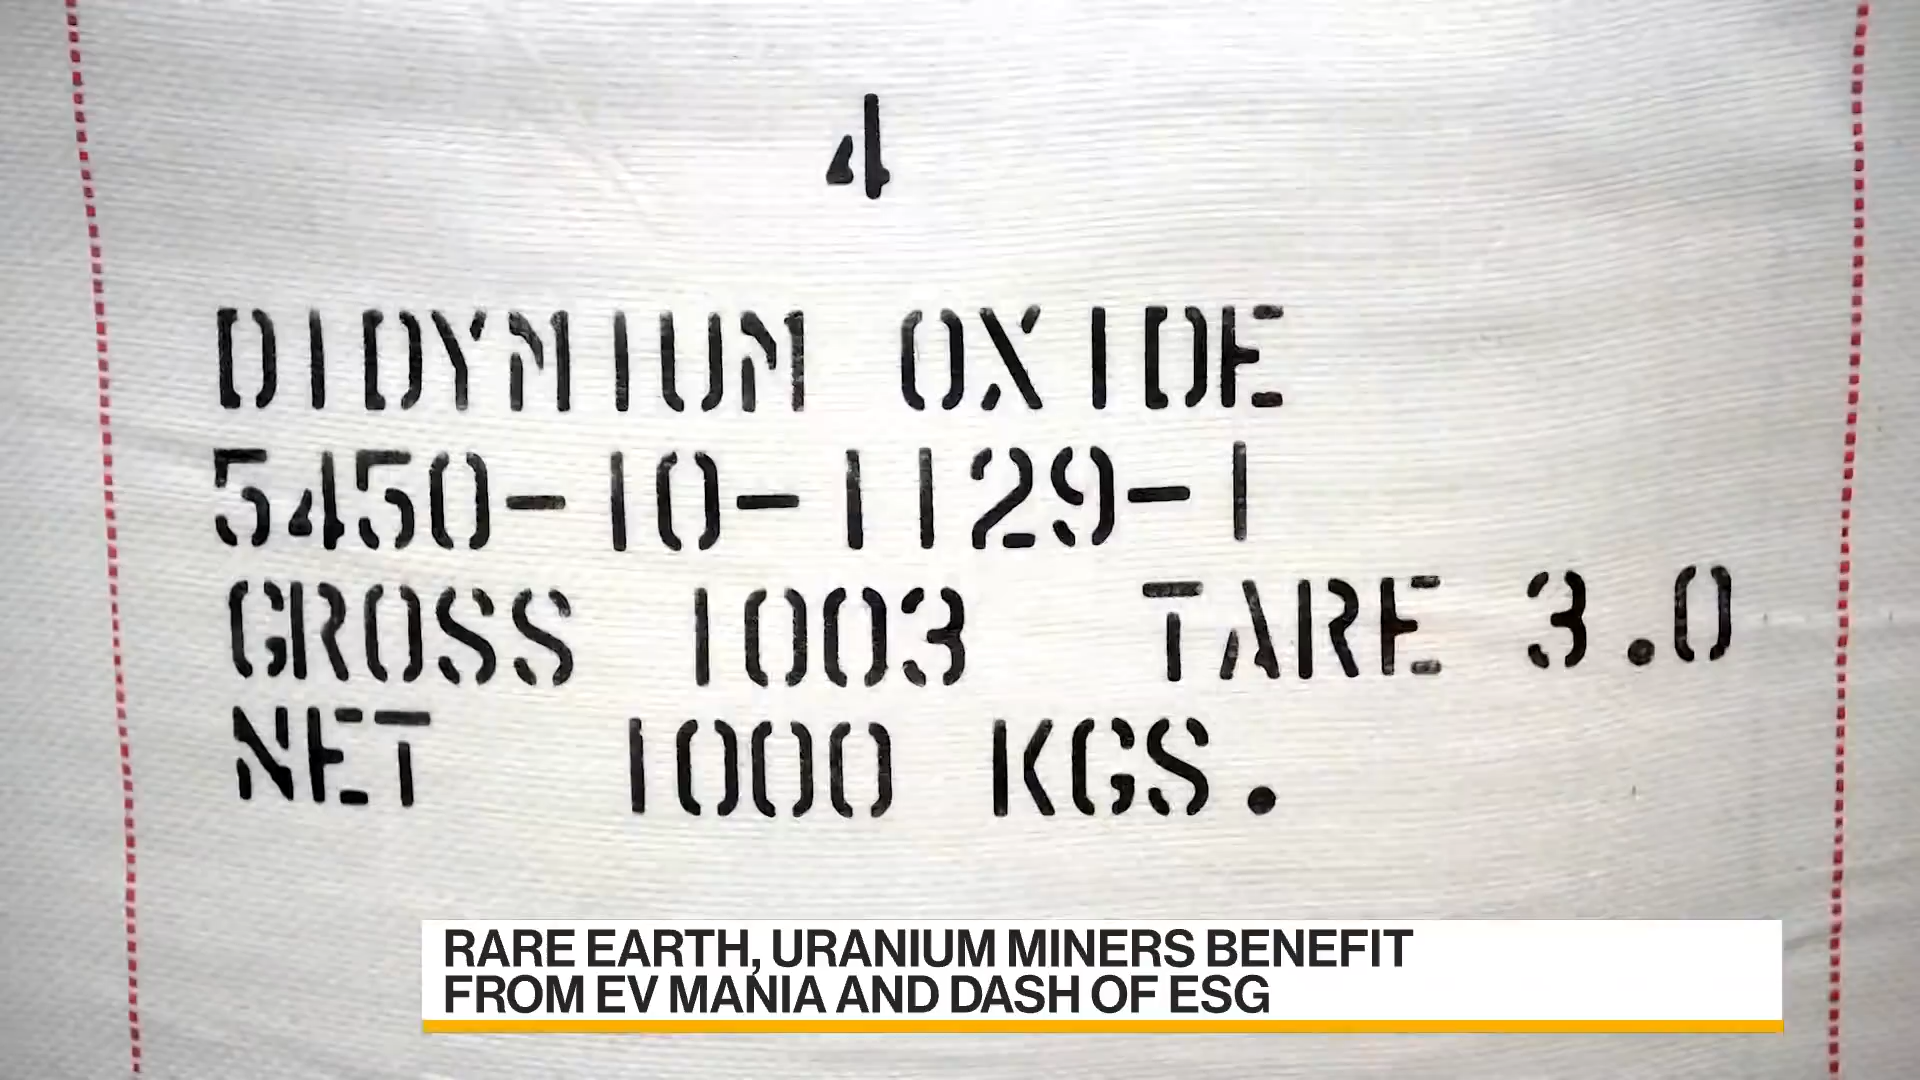 4
DIDYMIUM OXIDE
5450-10-1129-1
GROSS 1003 TARE 3.0
NET 1000 KGS.
RARE EARTH, URANIUM MINERS BENEFIT
FROM EV MANIA AND DASH OF ESG